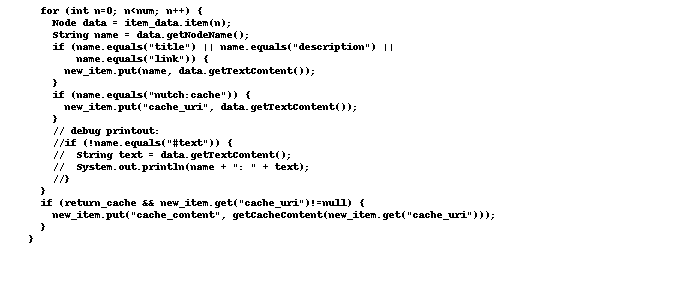 for (int n=0; n<num; n++) {
  Node data = item_data.item(n);
  String name = data.getNodeName();
  if (name.equals("title") || name.equals("description") ||
      name.equals("link")) {
    new_item.put(name, data.getTextContent());
  }
  if (name.equals("nutch:cache")) {
    new_item.put("cache_uri", data.getTextContent());
  }
  // debug printout:
  //if (!name.equals("#text")) {
  //  String text = data.getTextContent();
  //  System.out.println(name + ": " + text);
  //}
}
if (return_cache && new_item.get("cache_uri")!=null) {
  new_item.put("cache_content", getCacheContent(new_item.get("cache_uri")));
}
}